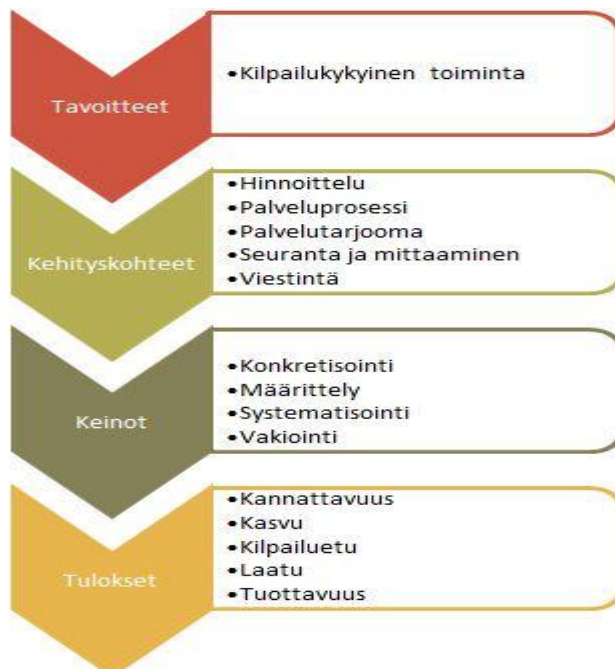 Tavoitteet
•Kilpailukykyinen toiminta
Kehityskohteet
•Hinnoittelu
•Palveluprosessi
•Palvelutarjooma
•Seuranta ja mittaaminen
•Viestintä
Keinot
•Konkretisointi
•Määrittely
•Systematisointi
•Vakiointi
Tulokset
•Kannattavuus
•Kasvu
•Kilpailuetu
•Laatu
•Tuottavuus